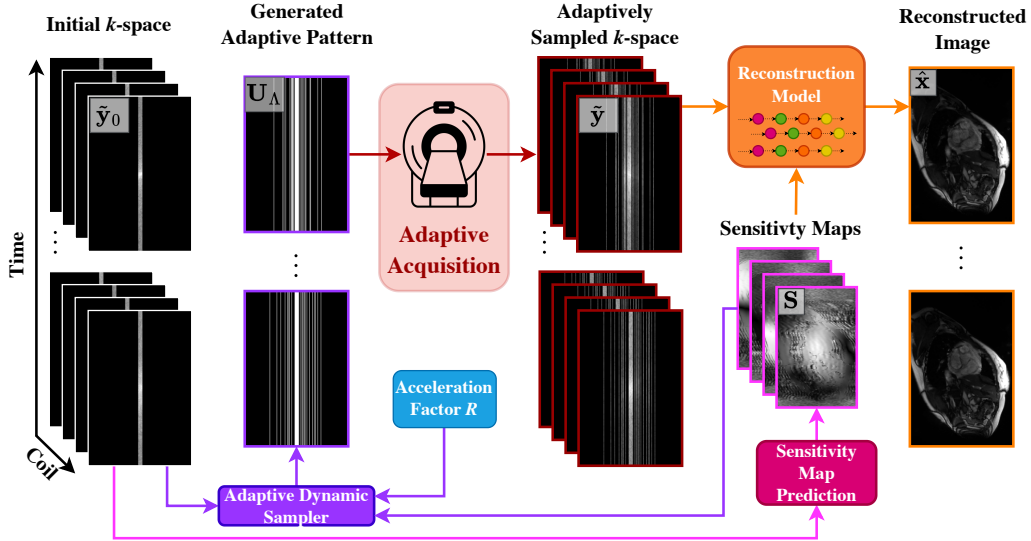 Initial k-space
Generated
Adaptive Pattern
Adaptively
Sampled k-space
Reconstructed
Image
ỹ₀
U_Λ
ỹ
Reconstruction
Model
x̂
Adaptive
Acquisition
Sensitivty Maps
S
Time
Coil
Acceleration
Factor R
Adaptive Dynamic
Sampler
Sensitivity
Map
Prediction